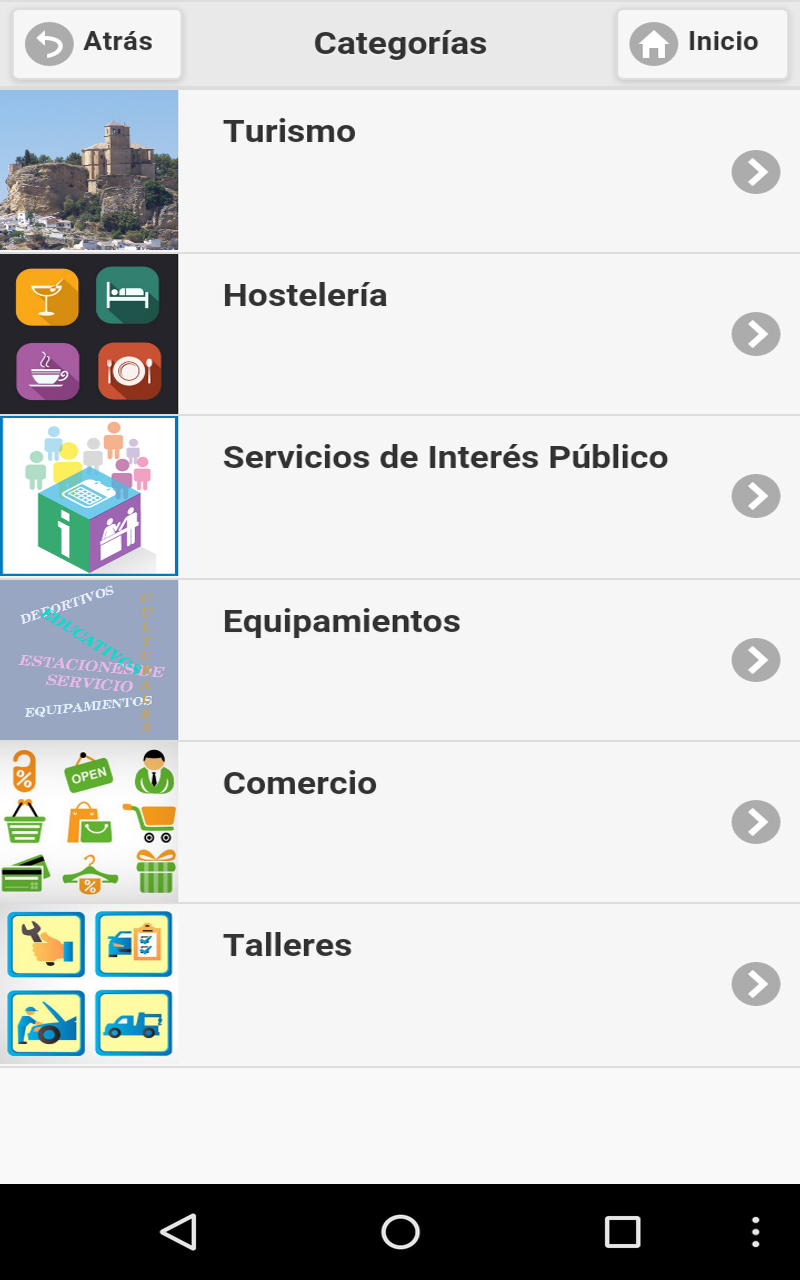 Atrás
Categorías
Inicio
Turismo
Hostelería
Servicios de Interés Público
i
Equipamientos
DEPORTIVOS
EDUCATIVOS
ESTACIONES DE
SERVICIO
EQUIPAMIENTOS
Comercio
%
OPEN
%
Talleres